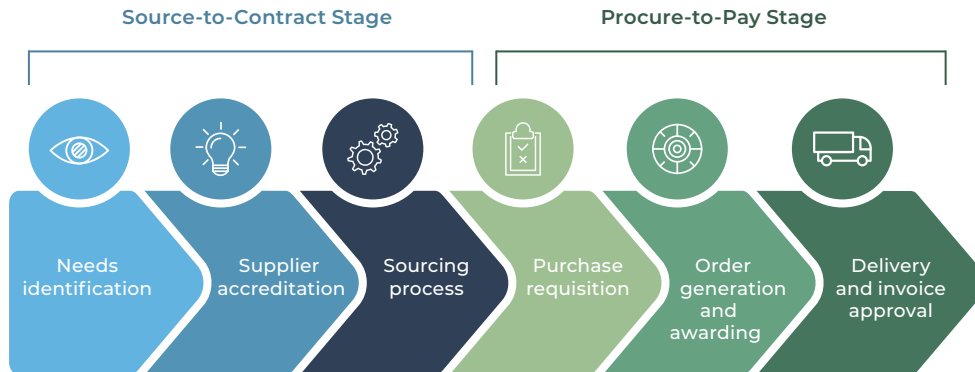 Source-to-Contract Stage
Procure-to-Pay Stage
Needs
identification
Supplier
accreditation
Sourcing
process
Purchase
requisition
Order
generation
and
awarding
Delivery
and invoice
approval